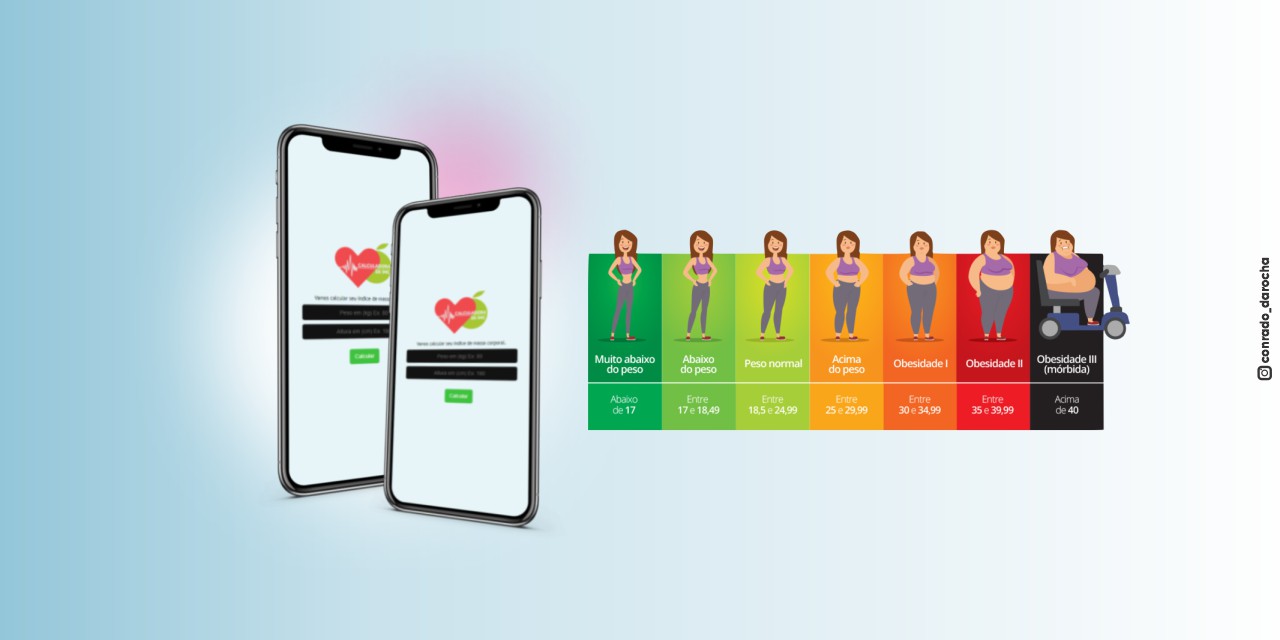 Vamos calcular seu índice de massa
Peso em (kg) Ex. 80
Altura em (cm) Ex. 180
Calcular
Vamos calcular seu índice de massa corporal.
Peso em (kg) Ex. 80
Altura em (cm) Ex. 180
Calcular
Muito abaixo
do peso
Abaixo
de 17
Abaixo
do peso
Entre
17 e 18,49
Peso normal
Entre
18,5 e 24,99
Acima
do peso
Entre
25 e 29,99
Obesidade I
Entre
30 e 34,99
Obesidade II
Entre
35 e 39,99
Obesidade III
(mórbida)
Acima
de 40
conrado_darocha